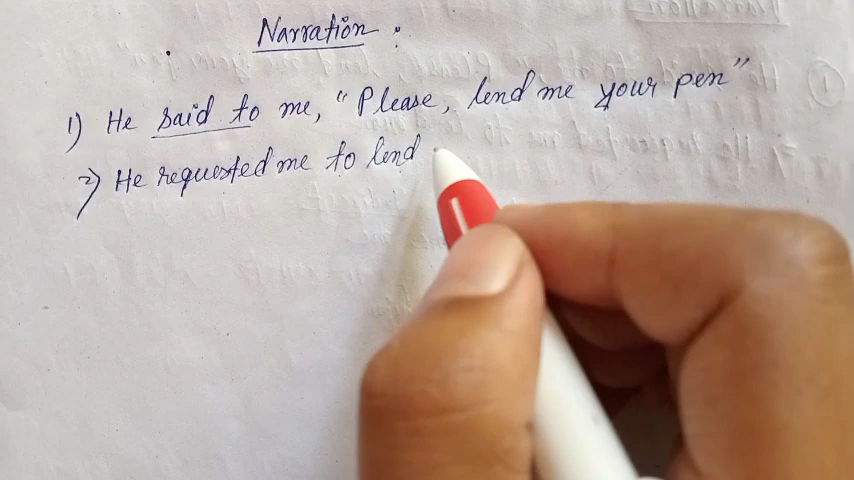 Narration :
1) He said to me, "Please, lend me your pen"
2) He requested me to lend